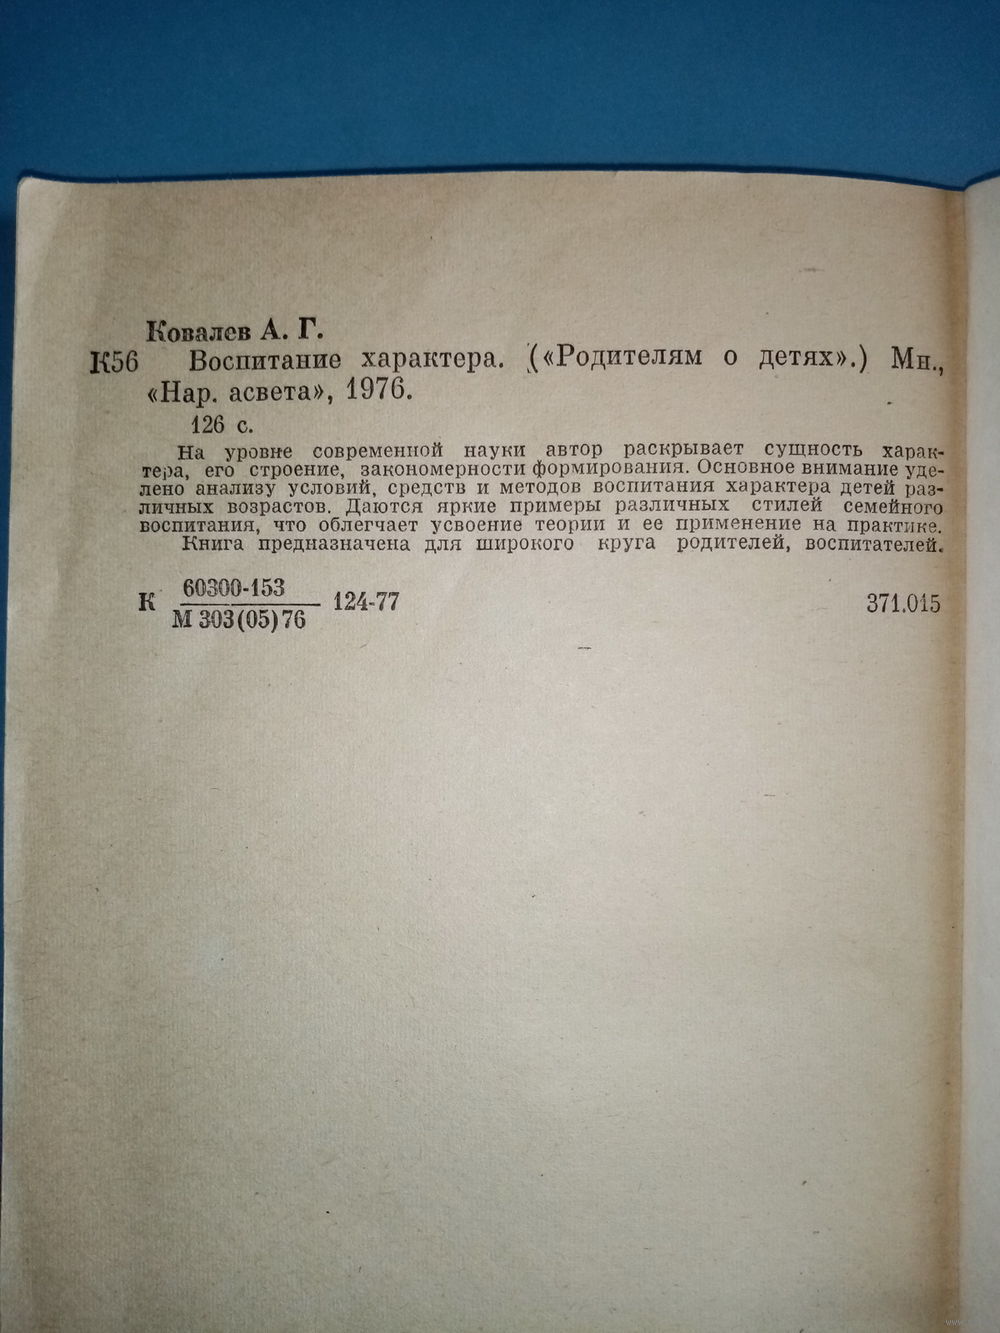 Ковалев А. Г.
К56 Воспитание характера. («Родителям о детях».) Мн.,
«Нар. асвета», 1976.
126 с.
На уровне современной науки автор раскрывает сущность харак-
тера, его строение, закономерности формирования. Основное внимание уде-
лено анализу условий, средств и методов воспитания характера детей раз-
личных возрастов. Даются яркие примеры различных стилей семейного
воспитания, что облегчает усвоение теории и ее применение на практике.
Книга предназначена для широкого круга родителей, воспитателей.
60300-153
К 124-77 371.015
М 303(05)76